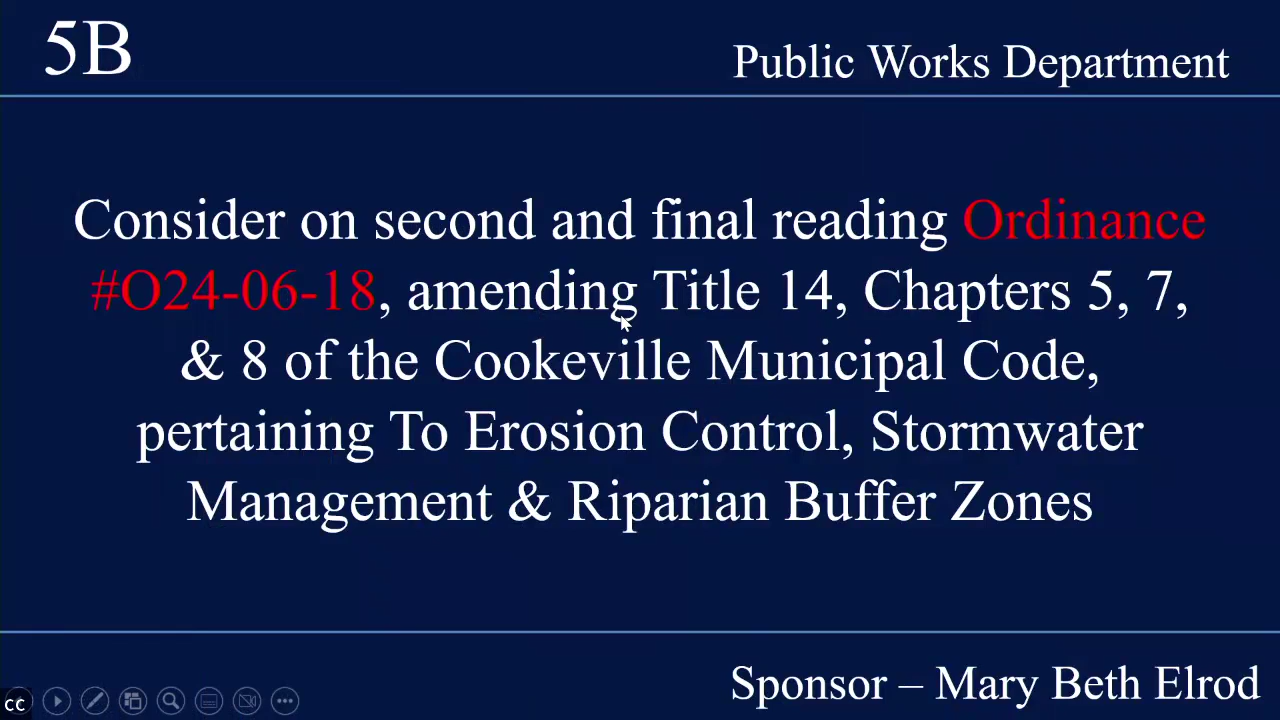 5B
Public Works Department
Consider on second and final reading Ordinance
#O24-06-18, amending Title 14, Chapters 5, 7,
& 8 of the Cookeville Municipal Code,
pertaining To Erosion Control, Stormwater
Management & Riparian Buffer Zones
Sponsor – Mary Beth Elrod
cc